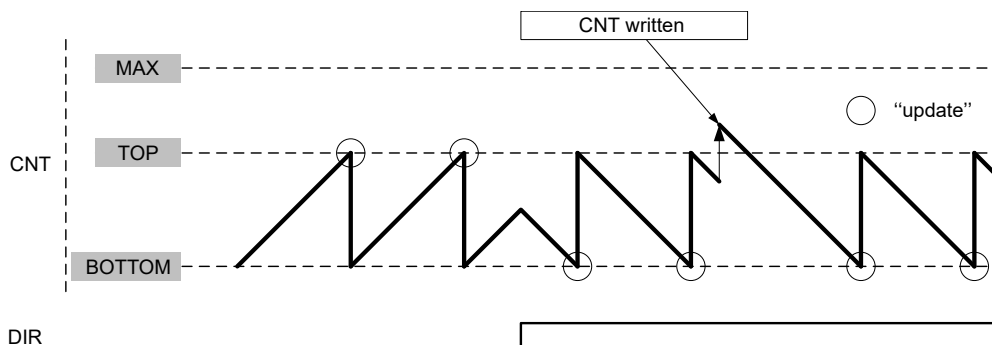 CNT written
MAX
“update”
TOP
CNT
BOTTOM
DIR